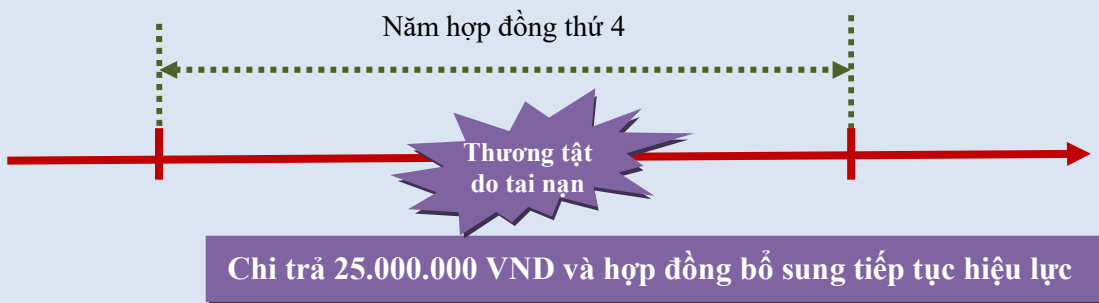 Năm hợp đồng thứ 4
Thương tật
do tai nạn
Chi trả 25.000.000 VND và hợp đồng bổ sung tiếp tục hiệu lực